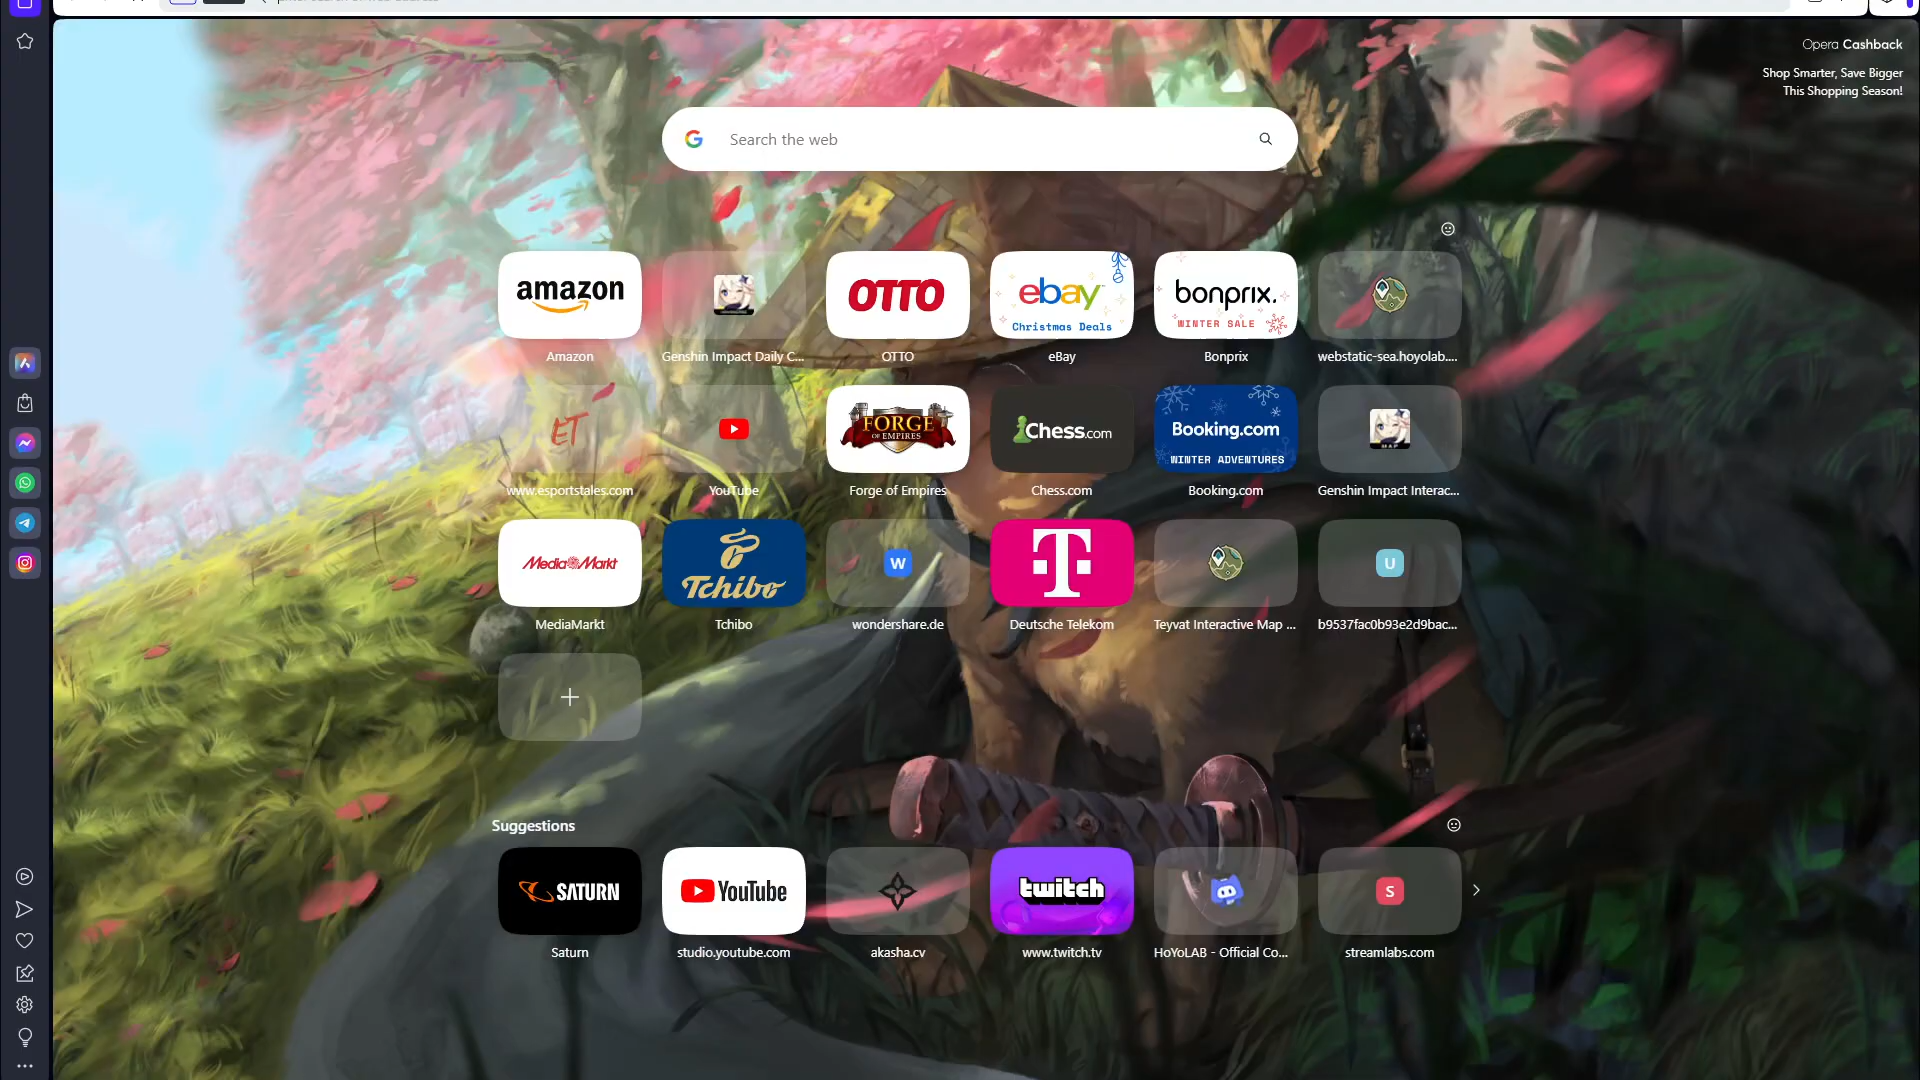 Opera Cashback
Shop Smarter, Save Bigger
This Shopping Season!
Search the web
amazon
OTTO
ebay
Christmas Deals
bonprix.
WINTER SALE
Amazon
Genshin Impact Daily C...
OTTO
eBay
Bonprix
webstatic-sea.hoyolab....
ET
FORGE
OF EMPIRES
Chess.com
Booking.com
WINTER ADVENTURES
MAP
www.esportstales.com
YouTube
Forge of Empires
Chess.com
Booking.com
Genshin Impact Interac...
MediaMarkt
Tchibo
W
T
U
MediaMarkt
Tchibo
wondershare.de
Deutsche Telekom
Teyvat Interactive Map ...
b9537fac0b93e2d9bac...
Suggestions
SATURN
YouTube
twitch
S
Saturn
studio.youtube.com
akasha.cv
www.twitch.tv
HoYoLAB - Official Co...
streamlabs.com